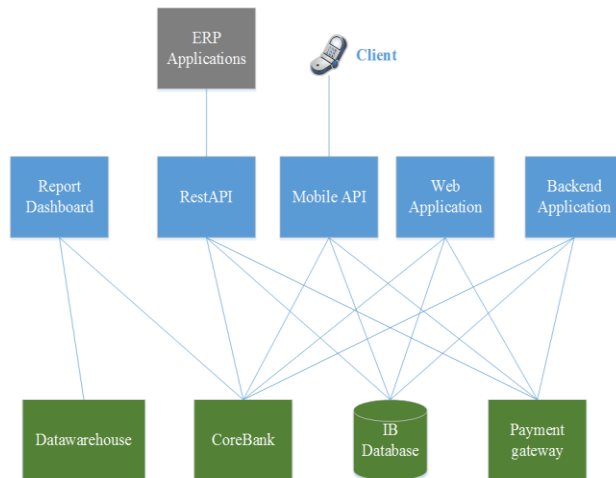 ERP
Applications
Client
Report
Dashboard
RestAPI
Mobile API
Web
Application
Backend
Application
Datawarehouse
CoreBank
IB
Database
Payment
gateway